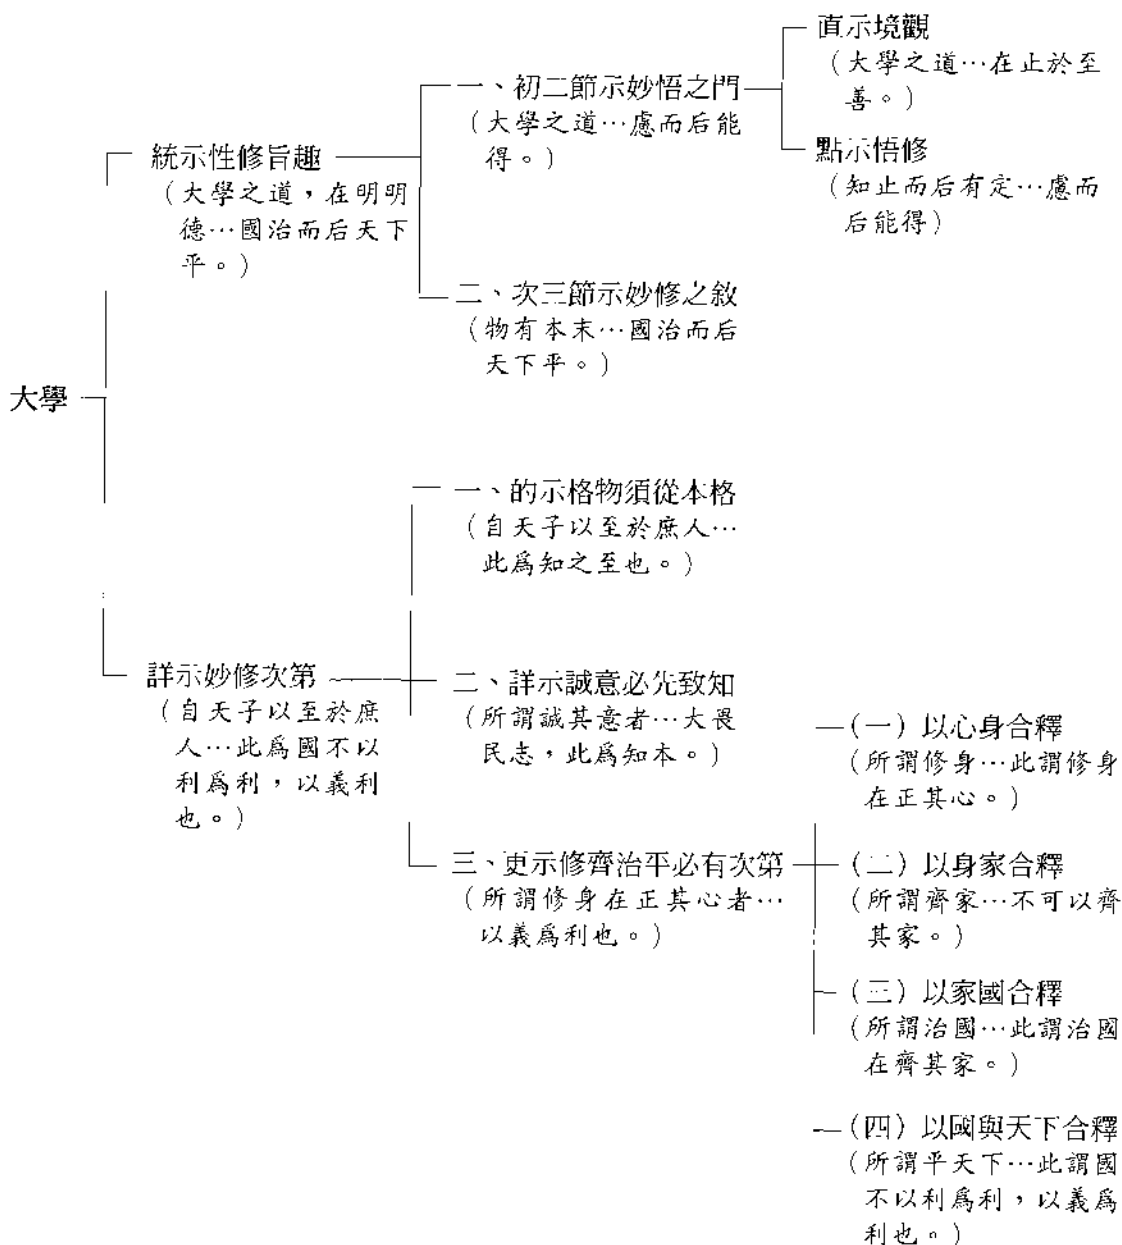 大學
統示性修旨趣
（大學之道，在明明
德…國治而后天下
平。）
一、初二節示妙悟之門
（大學之道…慮而后能
得。）
直示境觀
（大學之道…在止於至
善。）
點示悟修
（知止而后有定…慮而
后能得）
二、次三節示妙修之敘
（物有本末…國治而后
天下平。）
詳示妙修次第
（自天子以至於庶
人…此爲國不以
利爲利，以義利
也。）
一、的示格物須從本格
（自天子以至於庶人…
此爲知之至也。）
二、詳示誠意必先致知
（所謂誠其意者…大畏
民志，此爲知本。）
三、更示修齊治平必有次第
（所謂修身在正其心者…
以義爲利也。）
（一）以心身合釋
（所謂修身…此謂修身
在正其心。）
（二）以身家合釋
（所謂齊家…不可以齊
其家。）
（三）以家國合釋
（所謂治國…此謂治國
在齊其家。）
（四）以國與天下合釋
（所謂平天下…此謂國
不以利爲利，以義爲
利也。）